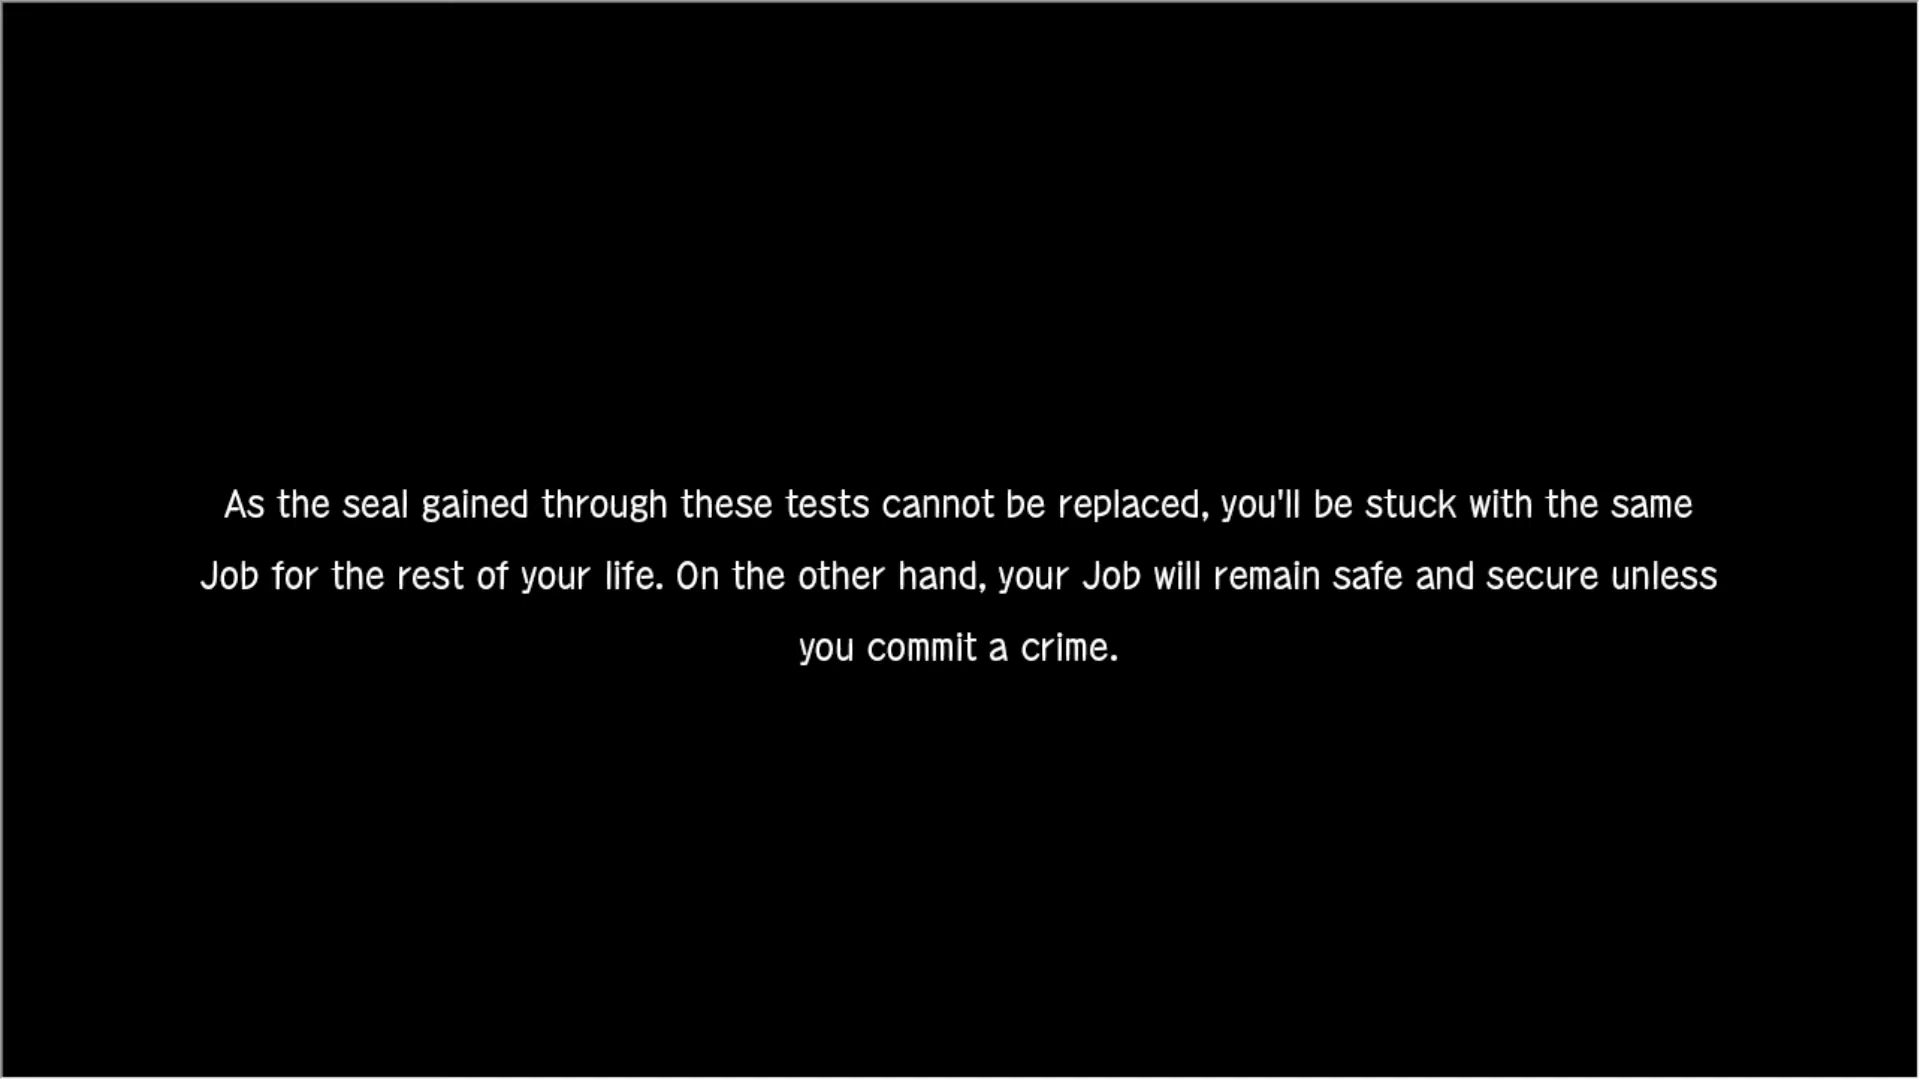 As the seal gained through these tests cannot be replaced, you'll be stuck with the same
Job for the rest of your life. On the other hand, your Job will remain safe and secure unless
you commit a crime.